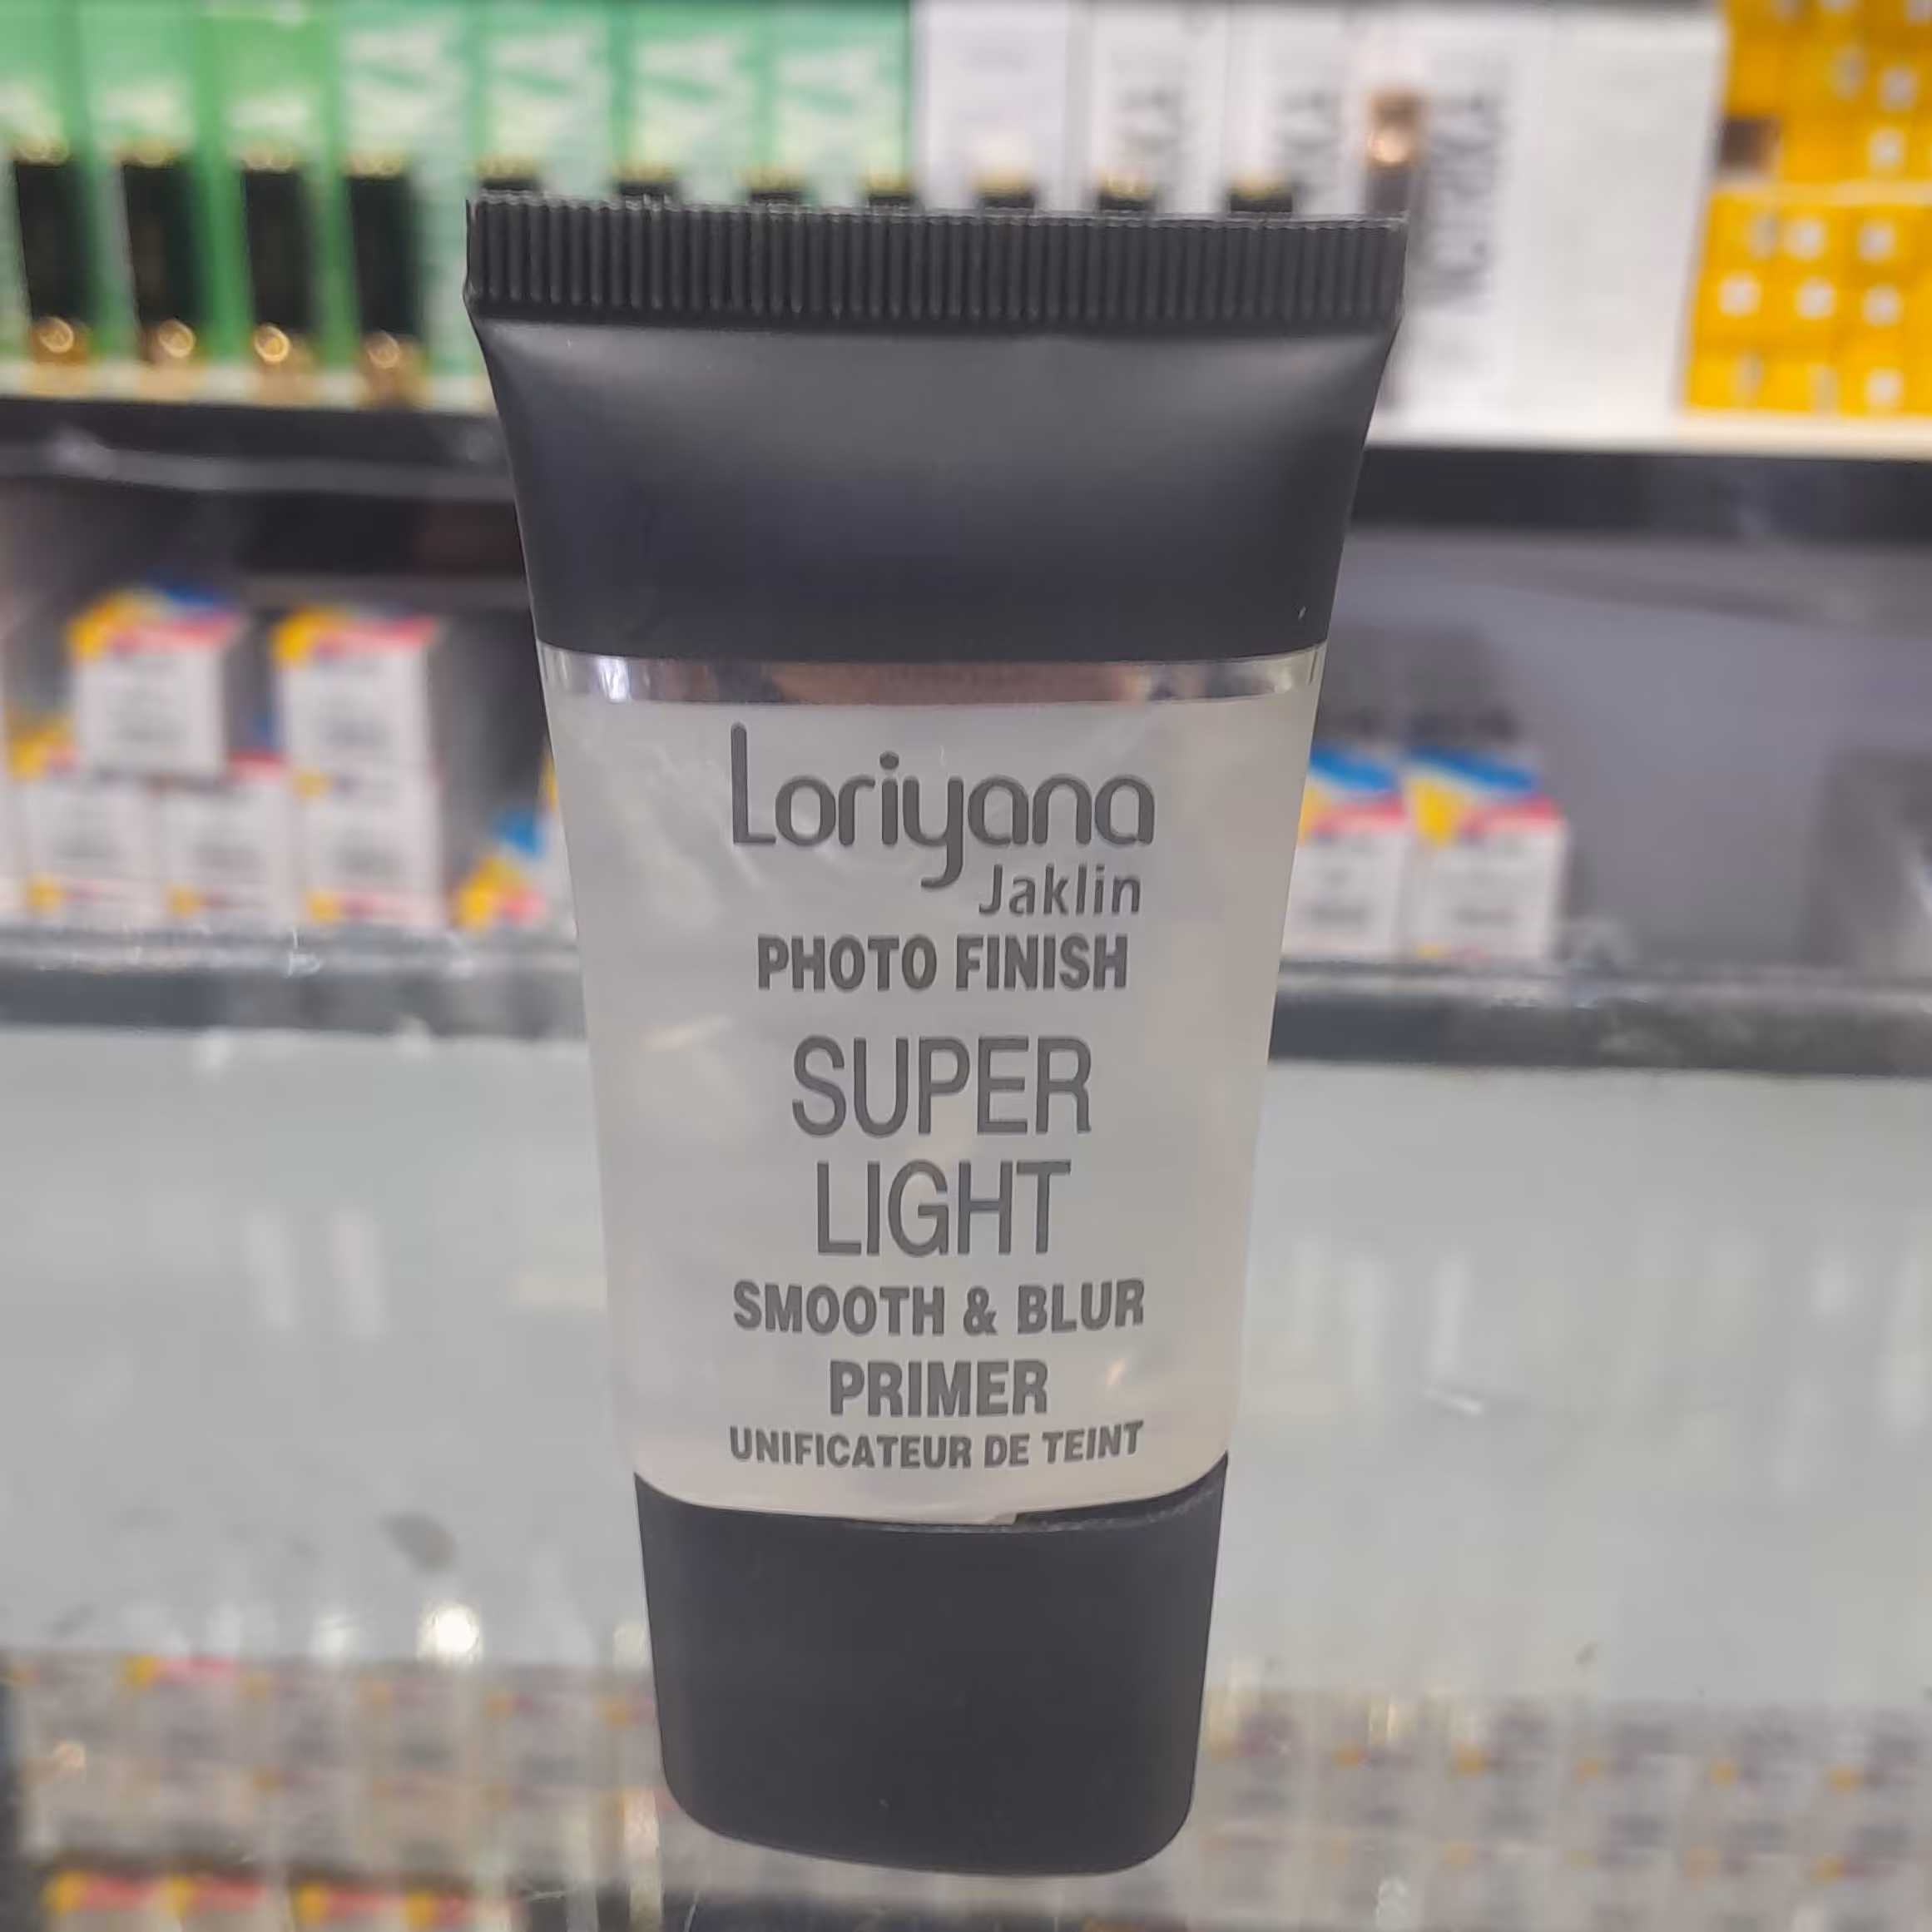 Loriyana
Jaklin
PHOTO FINISH
SUPER
LIGHT
SMOOTH & BLUR
PRIMER
UNIFICATEUR DE TEINT